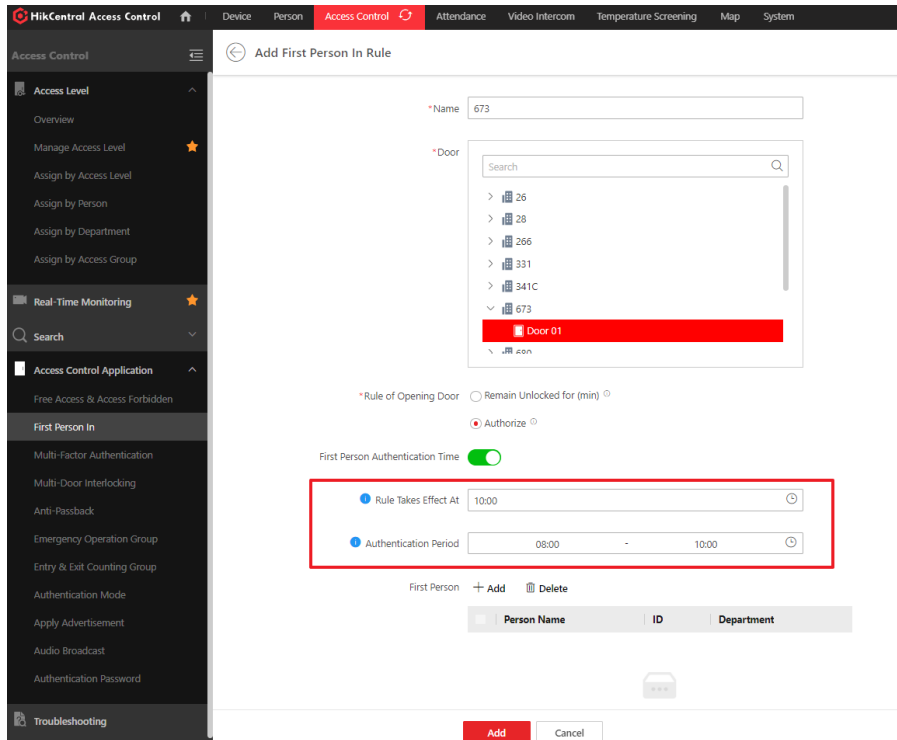 HikCentral Access Control
Device Person Access Control Attendance Video Intercom Temperature Screening Map System
Access Control
Access Level
Overview
Manage Access Level
Assign by Access Level
Assign by Person
Assign by Department
Assign by Access Group
Real-Time Monitoring
Search
Access Control Application
Free Access & Access Forbidden
First Person In
Multi-Factor Authentication
Multi-Door Interlocking
Anti-Passback
Emergency Operation Group
Entry & Exit Counting Group
Authentication Mode
Apply Advertisement
Audio Broadcast
Authentication Password
Troubleshooting
Add First Person In Rule
*Name 673
*Door
Search
26
28
266
331
341C
673
Door 01
680
*Rule of Opening Door Remain Unlocked for (min)
Authorize
First Person Authentication Time
Rule Takes Effect At 10:00
Authentication Period 08:00 - 10:00
First Person + Add Delete
Person Name ID Department
Add Cancel